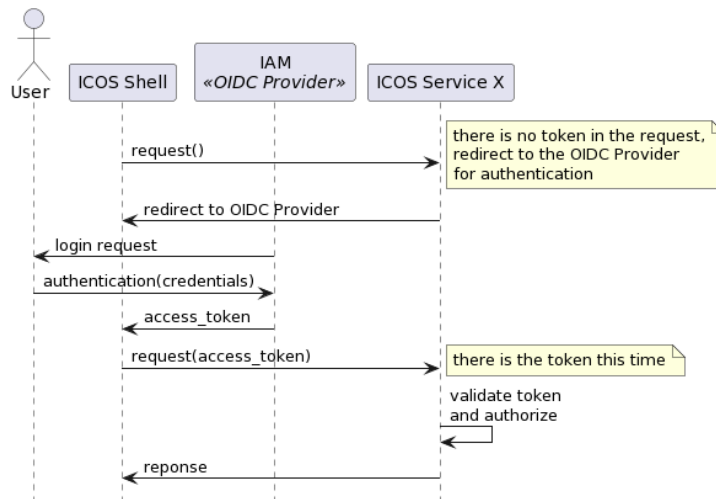 User
ICOS Shell
IAM
«OIDC Provider»
ICOS Service X
there is no token in the request,
redirect to the OIDC Provider
for authentication
request()
redirect to OIDC Provider
login request
authentication(credentials)
access_token
request(access_token)
there is the token this time
validate token
and authorize
reponse